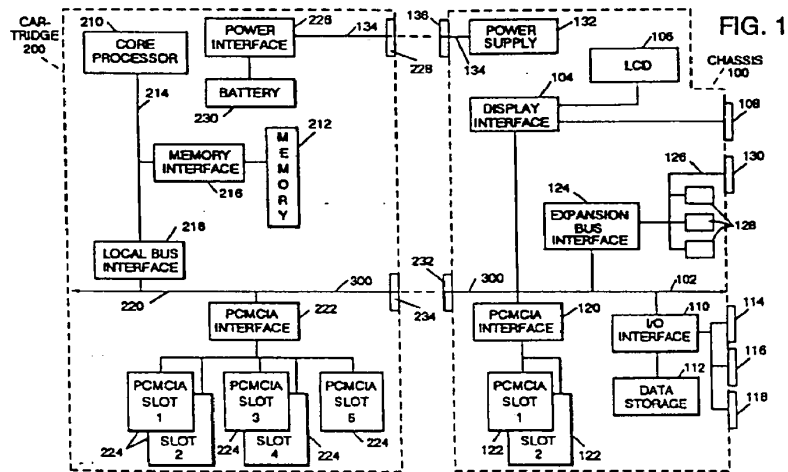 CAR-
TRIDGE
200
210
CORE
PROCESSOR
226
POWER
INTERFACE
134
BATTERY
230
228
136
132
POWER
SUPPLY
134
FIG. 1
106
LCD
CHASSIS
100
104
DISPLAY
INTERFACE
108
214
MEMORY
INTERFACE
216
212
MEMORY
126
130
124
EXPANSION
BUS
INTERFACE
128
218
LOCAL BUS
INTERFACE
220
300
234
232
300
102
PCMCIA
INTERFACE
222
PCMCIA
INTERFACE
120
110
I/O
INTERFACE
114
116
118
112
DATA
STORAGE
PCMCIA
SLOT
1
SLOT
2
224
PCMCIA
SLOT
3
SLOT
4
224
224
PCMCIA
SLOT
5
224
PCMCIA
SLOT
1
SLOT
2
122
122